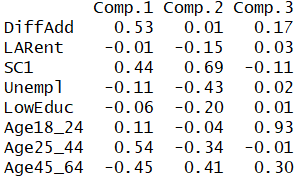 Comp.1 Comp.2 Comp.3
DiffAdd 0.53 0.01 0.17
LARent -0.01 -0.15 0.03
SC1 0.44 0.69 -0.11
Unempl -0.11 -0.43 0.02
LowEduc -0.06 -0.20 0.01
Age18_24 0.11 -0.04 0.93
Age25_44 0.54 -0.34 -0.01
Age45_64 -0.45 0.41 0.30